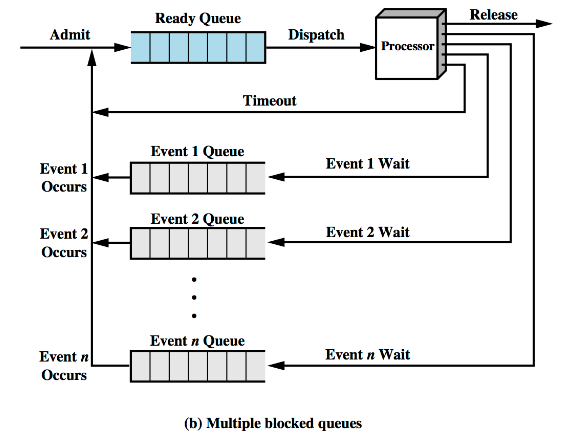 Ready Queue
Release
Admit
Dispatch
Processor
Timeout
Event 1 Queue
Event 1
Occurs
Event 1 Wait
Event 2 Queue
Event 2
Occurs
Event 2 Wait
Event n Queue
Event n
Occurs
Event n Wait
(b) Multiple blocked queues